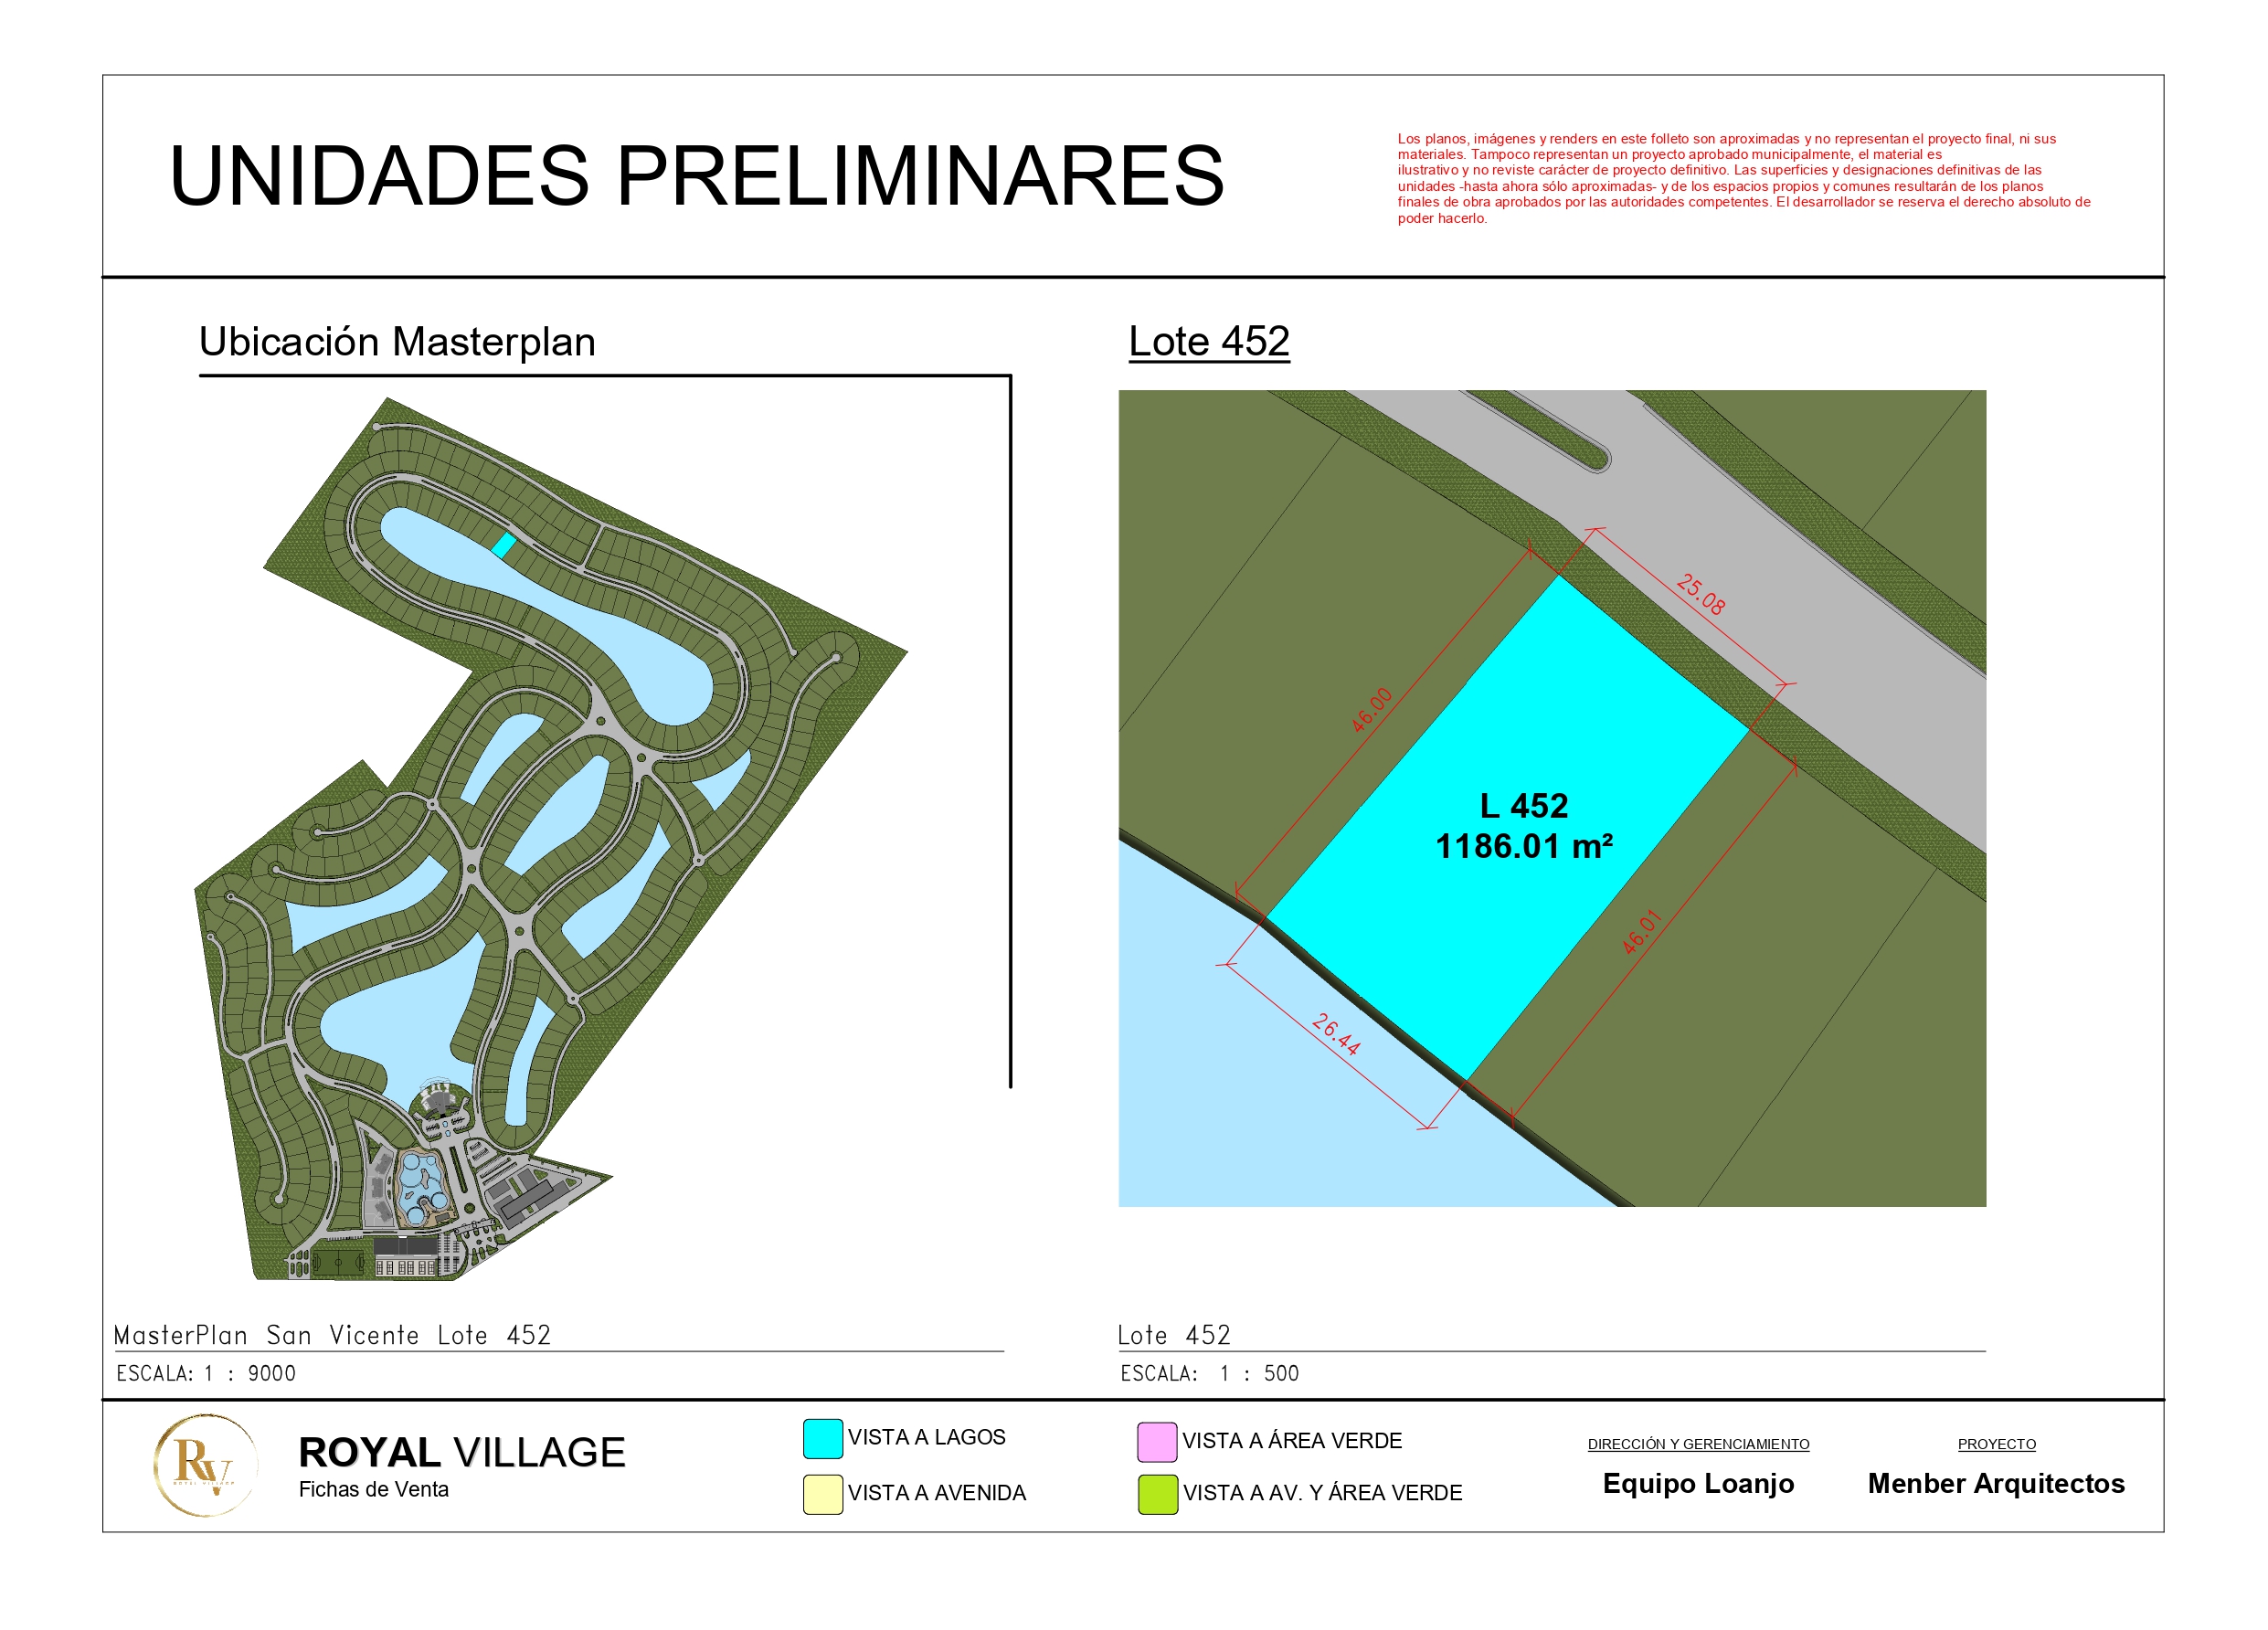 UNIDADES PRELIMINARES
Los planos, imágenes y renders en este folleto son aproximadas y no representan el proyecto final, ni sus
materiales. Tampoco representan un proyecto aprobado municipalmente, el material es
ilustrativo y no reviste carácter de proyecto definitivo. Las superficies y designaciones definitivas de las
unidades -hasta ahora sólo aproximadas- y de los espacios propios y comunes resultarán de los planos
finales de obra aprobados por las autoridades competentes. El desarrollador se reserva el derecho absoluto de
poder hacerlo.
Ubicación Masterplan
Lote 452
25.08
46.00
L 452
1186.01 m²
46.01
26.44
MasterPlan San Vicente Lote 452
ESCALA: 1 : 9000
Lote 452
ESCALA: 1 : 500
RV
ROYAL VILLAGE
ROYAL VILLAGE
Fichas de Venta
VISTA A LAGOS
VISTA A AVENIDA
VISTA A ÁREA VERDE
VISTA A AV. Y ÁREA VERDE
DIRECCIÓN Y GERENCIAMIENTO
Equipo Loanjo
PROYECTO
Menber Arquitectos